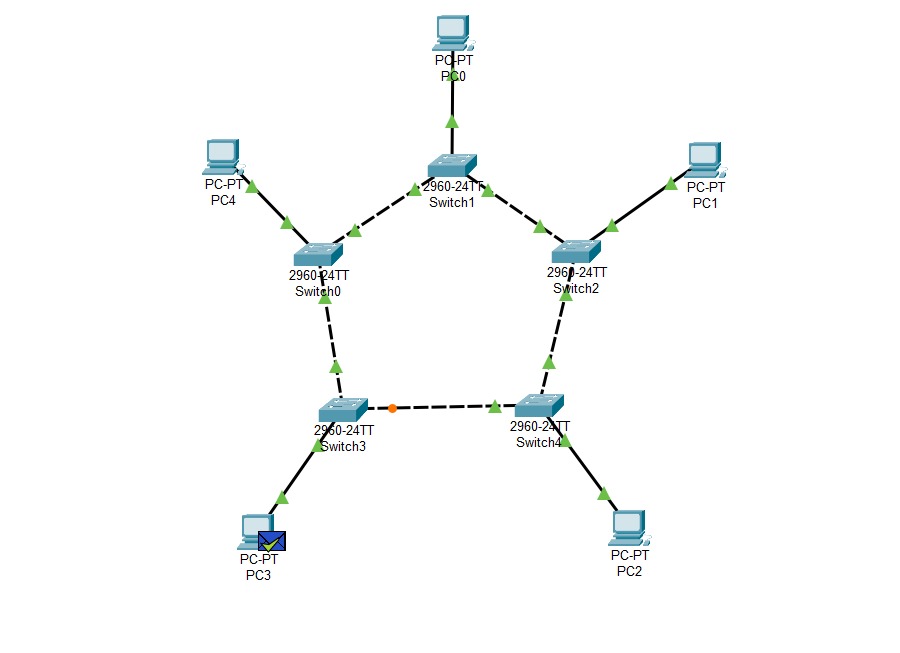 PC-PT
PC0
PC-PT
PC4
PC-PT
PC1
2960-24TT
Switch1
2960-24TT
Switch0
2960-24TT
Switch2
2960-24TT
Switch3
2960-24TT
Switch4
PC-PT
PC3
PC-PT
PC2